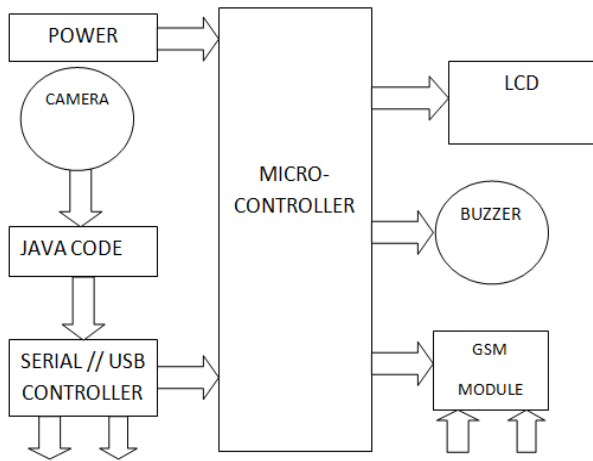 POWER
CAMERA
JAVA CODE
SERIAL // USB
CONTROLLER
MICRO-
CONTROLLER
LCD
BUZZER
GSM
MODULE